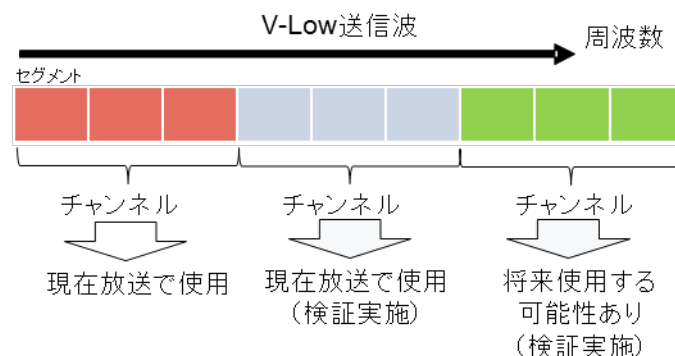 V-Low送信波
周波数
セグメント
チャンネル
チャンネル
チャンネル
現在放送で使用
現在放送で使用
（検証実施）
将来使用する
可能性あり
（検証実施）